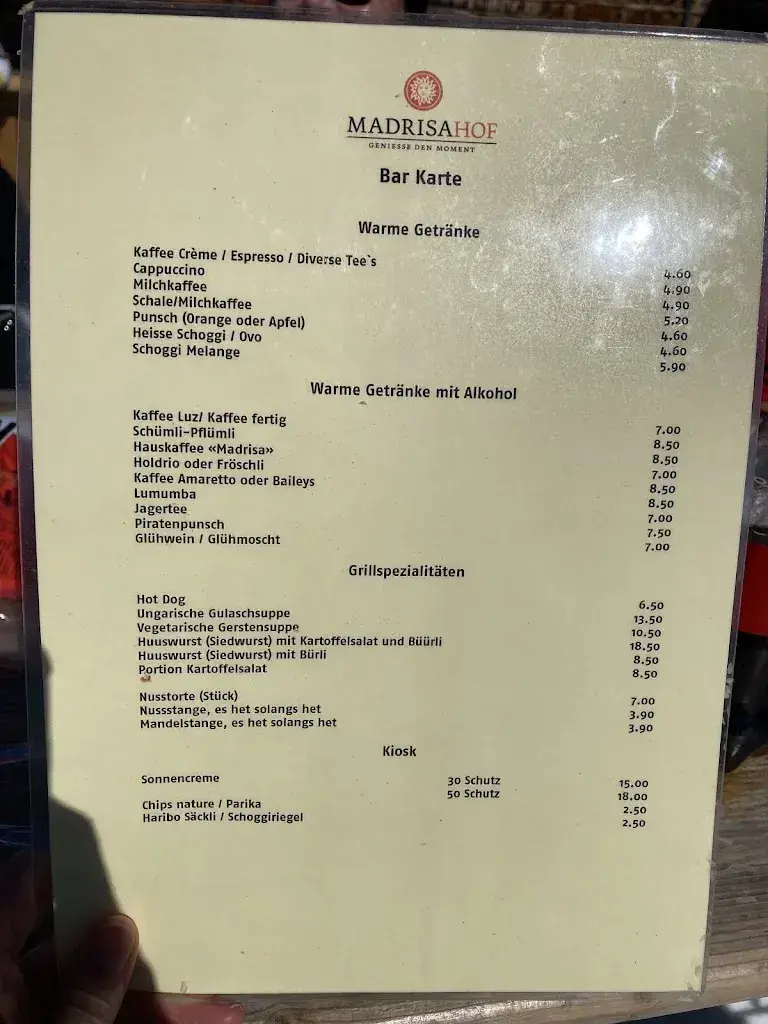 MADRISAHOF
GENIESSE DEN MOMENT
Bar Karte
Warme Getränke
Kaffee Crème / Espresso / Diverse Tee`s 4.60
Cappuccino 4.90
Milchkaffee 4.90
Schale/Milchkaffee 5.20
Punsch (Orange oder Apfel) 4.60
Heisse Schoggi / Ovo 4.60
Schoggi Melange 5.90
Warme Getränke mit Alkohol
Kaffee Luz/ Kaffee fertig 7.00
Schümli-Pflümli 8.50
Hauskaffee «Madrisa» 8.50
Holdrio oder Fröschli 7.00
Kaffee Amaretto oder Baileys 8.50
Lumumba 8.50
Jagertee 7.00
Piratenpunsch 7.50
Glühwein / Glühmoscht 7.00
Grillspezialitäten
Hot Dog 6.50
Ungarische Gulaschsuppe 13.50
Vegetarische Gerstensuppe 10.50
Huuswurst (Siedwurst) mit Kartoffelsalat und Büürli 18.50
Huuswurst (Siedwurst) mit Bürli 8.50
Portion Kartoffelsalat 8.50
Nusstorte (Stück) 7.00
Nussstange, es het solangs het 3.90
Mandelstange, es het solangs het 3.90
Kiosk
Sonnencreme 30 Schutz 15.00
50 Schutz 18.00
Chips nature / Parika 2.50
Haribo Säckli / Schoggiriegel 2.50